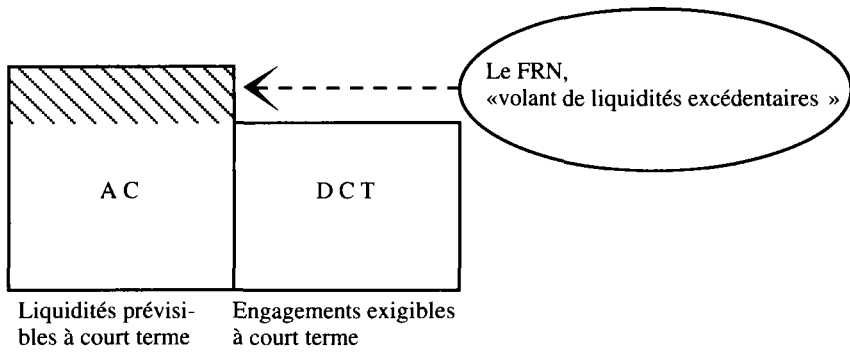 Le FRN,
«volant de liquidités excédentaires »
A C
D C T
Liquidités prévisi-
bles à court terme
Engagements exigibles
à court terme